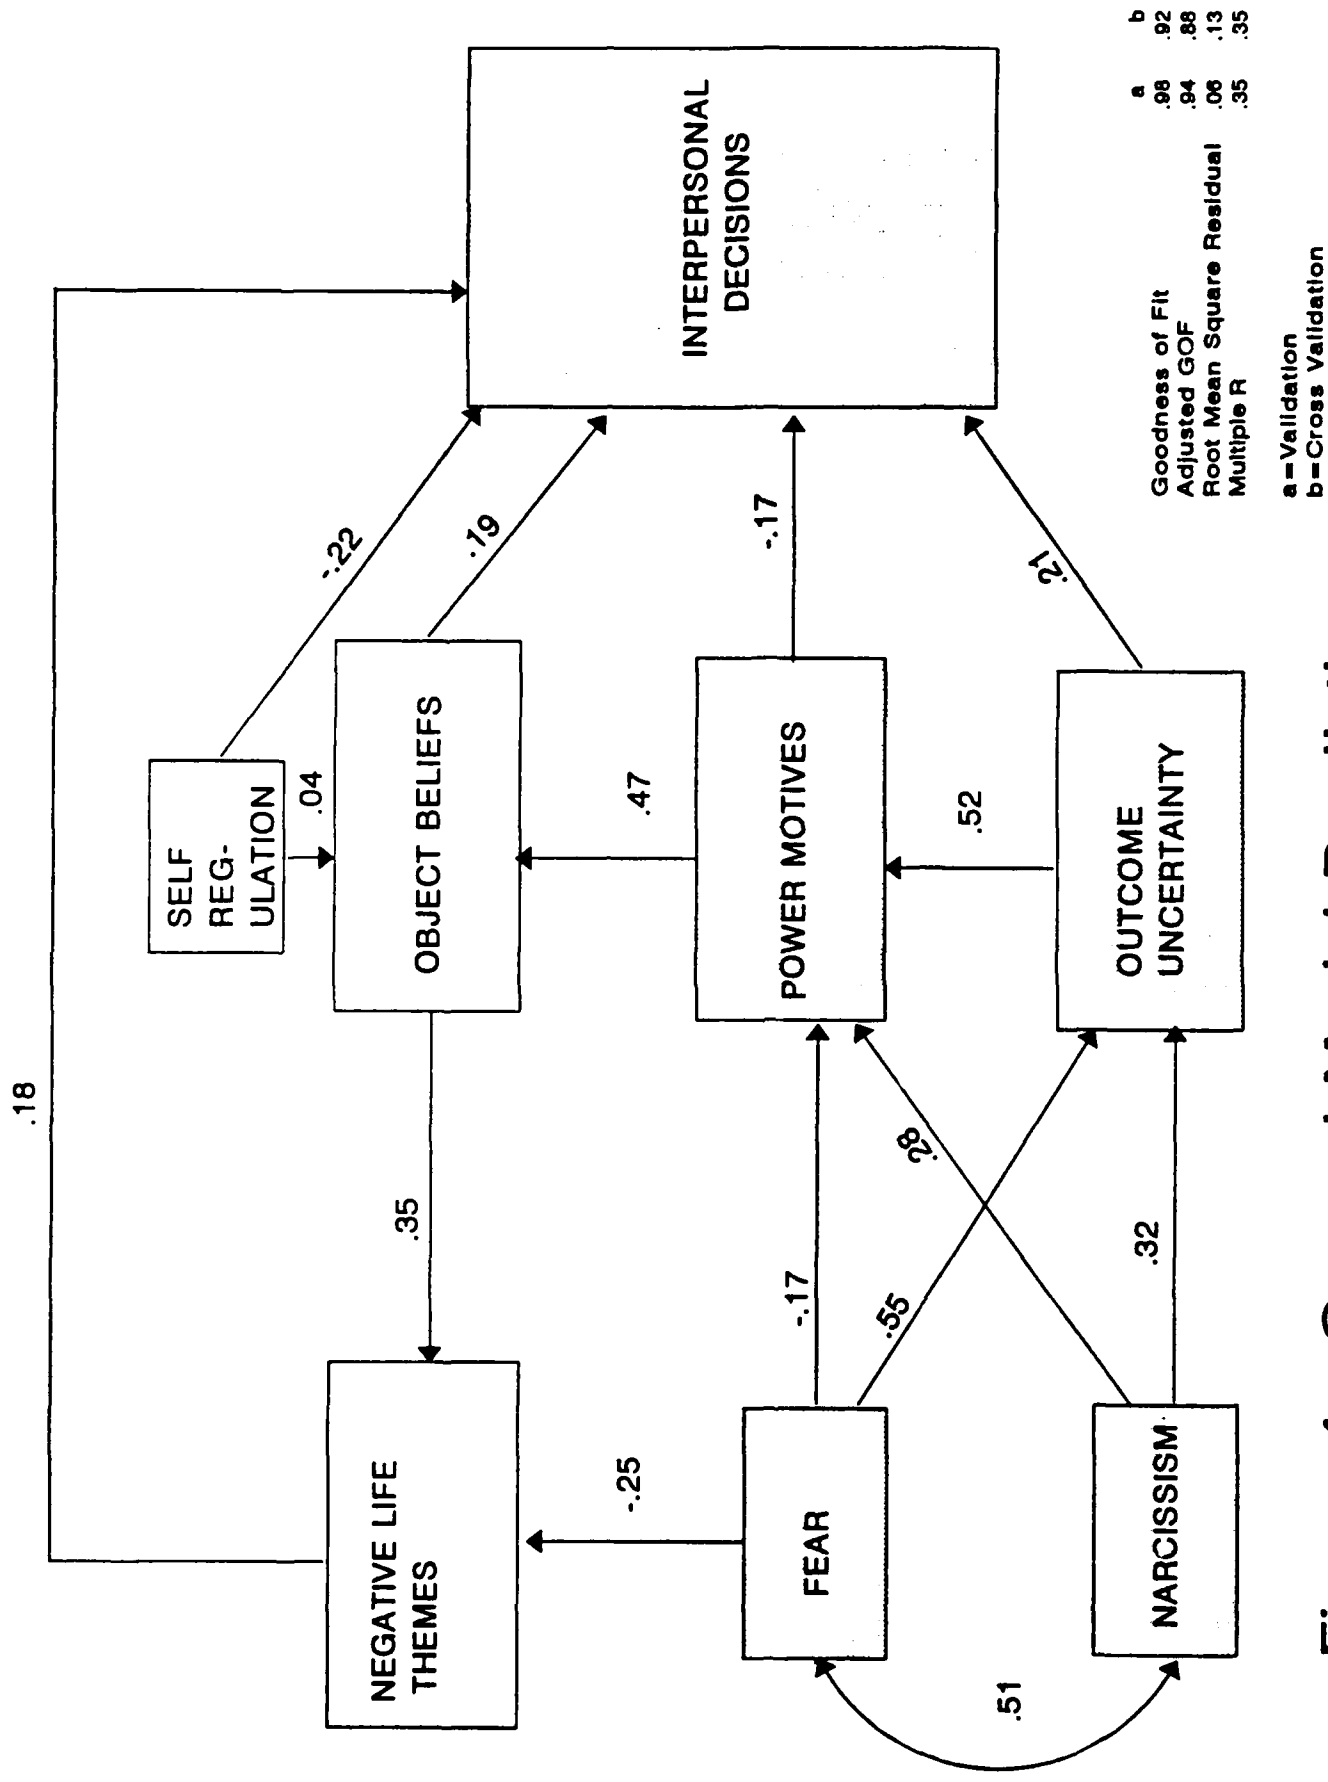 .18
SELF
REG-
ULATION
-.22
.04
NEGATIVE LIFE
THEMES
.35
OBJECT BELIEFS
.19
-.25
.47
INTERPERSONAL
DECISIONS
FEAR
-.17
POWER MOTIVES
-.17
.55
.28
.52
.51
NARCISSISM
.32
OUTCOME
UNCERTAINTY
.21
a b
Goodness of Fit .98 .92
Adjusted GOF .94 .88
Root Mean Square Residual .06 .13
Multiple R .35 .35
a=Validation
b=Cross Validation